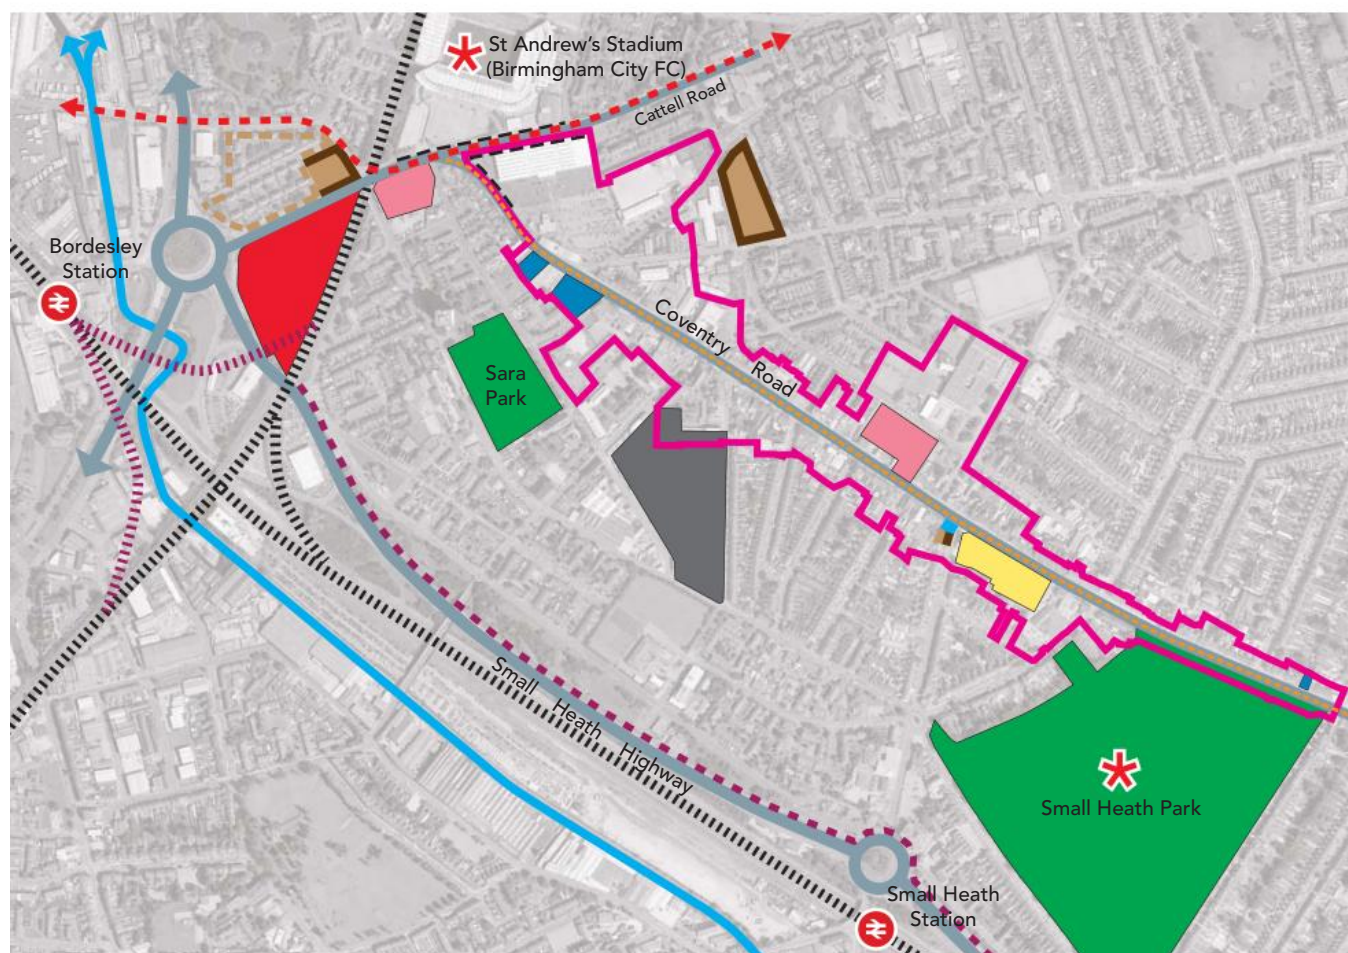 St Andrew's Stadium
(Birmingham City FC)
Cattell Road
Bordesley
Station
Coventry Road
Sara
Park
Small Heath Highway
Small Heath Park
Small Heath
Station